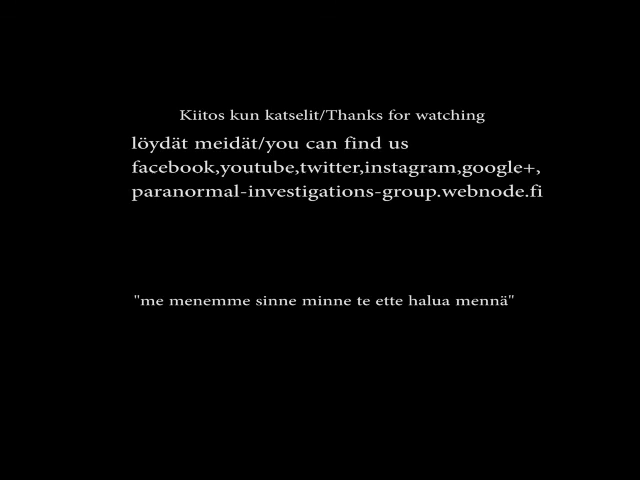 Kiitos kun katselit/Thanks for watching
löydät meidät/you can find us
facebook,youtube,twitter,instagram,google+,
paranormal-investigations-group.webnode.fi
"me menemme sinne minne te ette halua mennä"